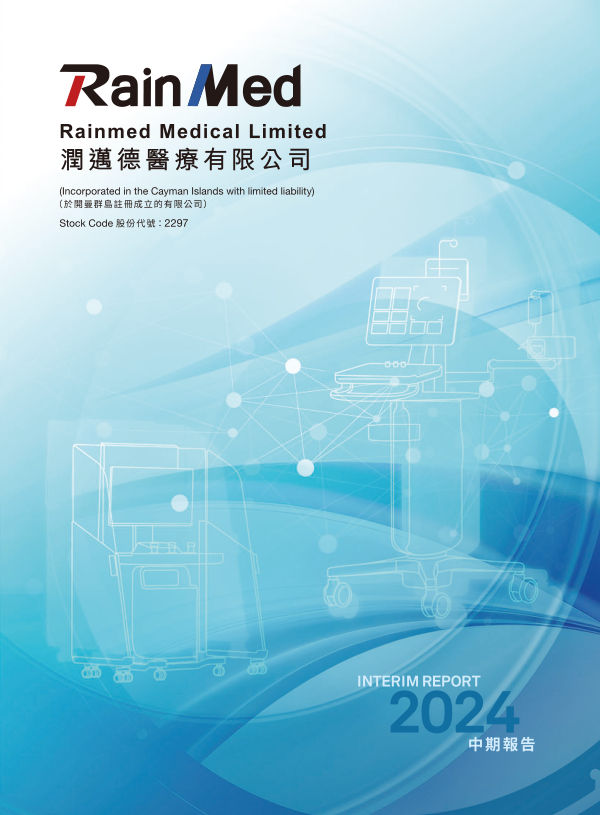 RainMed
Rainmed Medical Limited
潤邁德醫療有限公司
(Incorporated in the Cayman Islands with limited liability)
（於開曼群島註冊成立的有限公司）
Stock Code 股份代號：2297
INTERIM REPORT
2024
中期報告